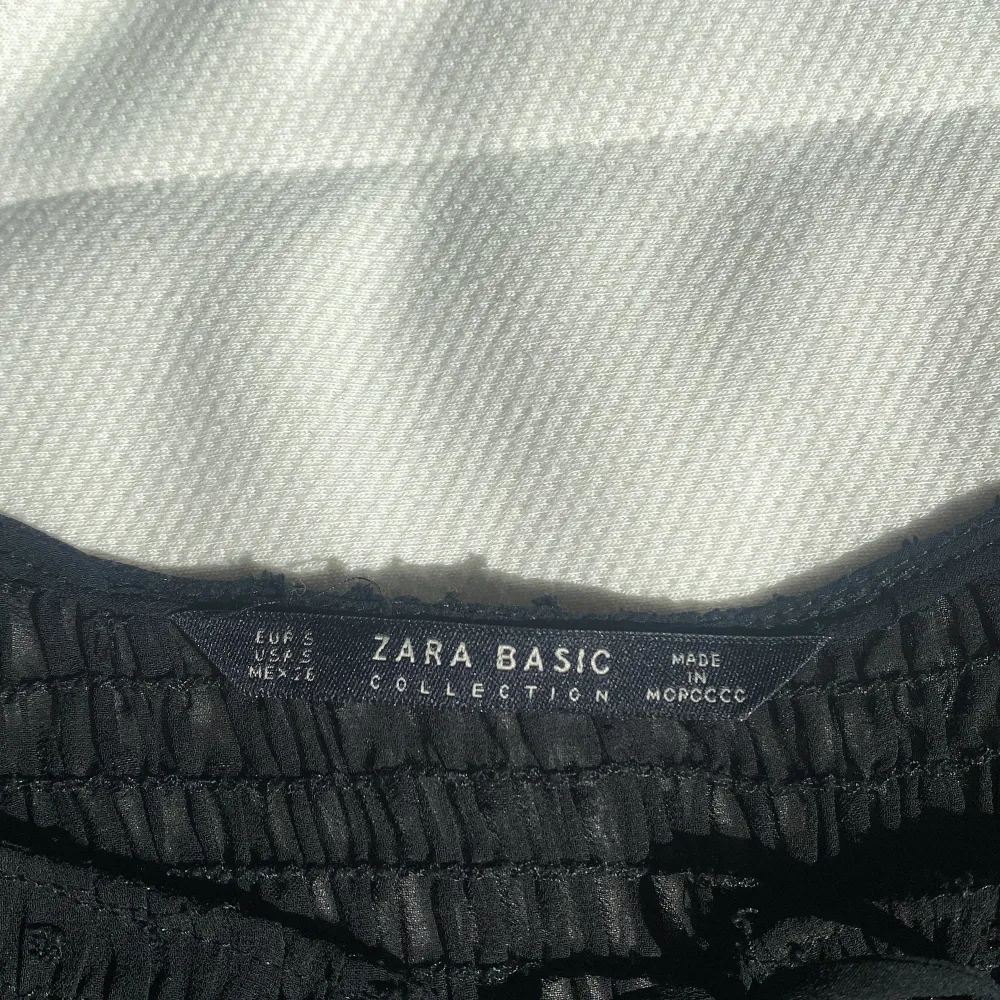 EUR S
USA S
MEX 26
ZARA BASIC
COLLECTION
MADE
IN
MOROCCO